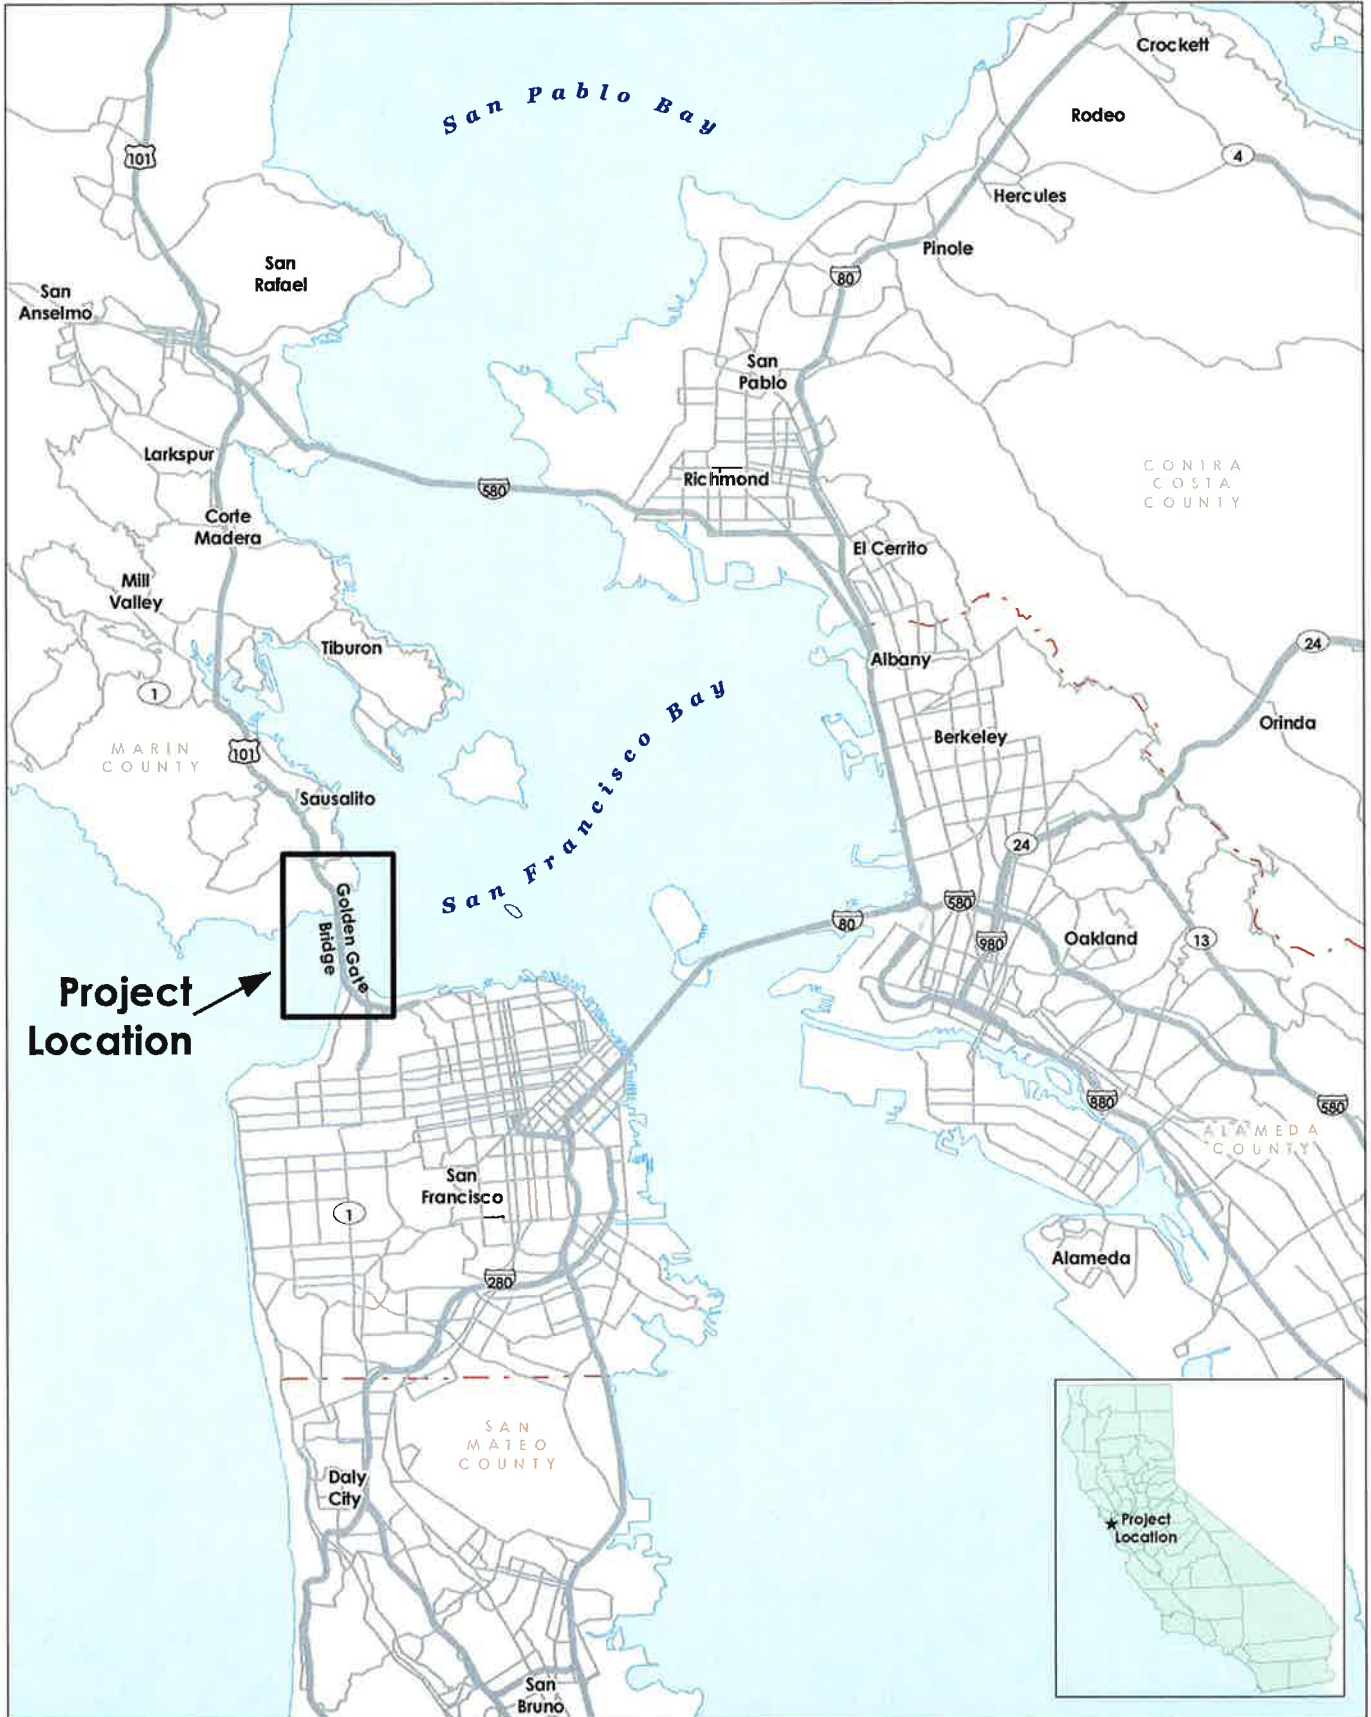 Crockett
San Pablo Bay
Rodeo
101
4
Hercules
Pinole
San
Rafael
80
San
Anselmo
San
Pablo
Larkspur
CONTRA
COSTA
COUNTY
Richmond
580
Corte
Madera
El Cerrito
Mill
Valley
Tiburon
24
Albany
1
San Francisco Bay
Orinda
Berkeley
MARIN
COUNTY
101
Sausalito
24
Golden Gate
Bridge
580
80
Oakland
13
980
Project
Location
880
580
ALAMEDA
COUNTY
San
Francisco
1
Alameda
280
SAN
MATEO
COUNTY
Daly
City
Project
Location
San
Bruno